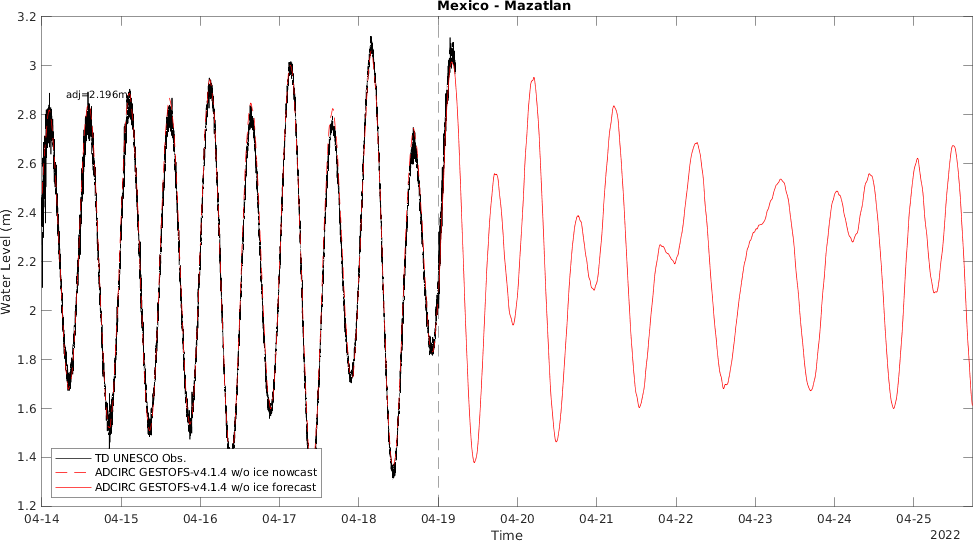 Mexico - Mazatlan
3.2
3
2.8
2.6
2.4
2.2
2
1.8
1.6
1.4
1.2
Water Level (m)
adj=2.196m
TD UNESCO Obs.
ADCIRC GESTOFS-v4.1.4 w/o ice nowcast
ADCIRC GESTOFS-v4.1.4 w/o ice forecast
04-14 04-15 04-16 04-17 04-18 04-19 04-20 04-21 04-22 04-23 04-24 04-25
Time
2022